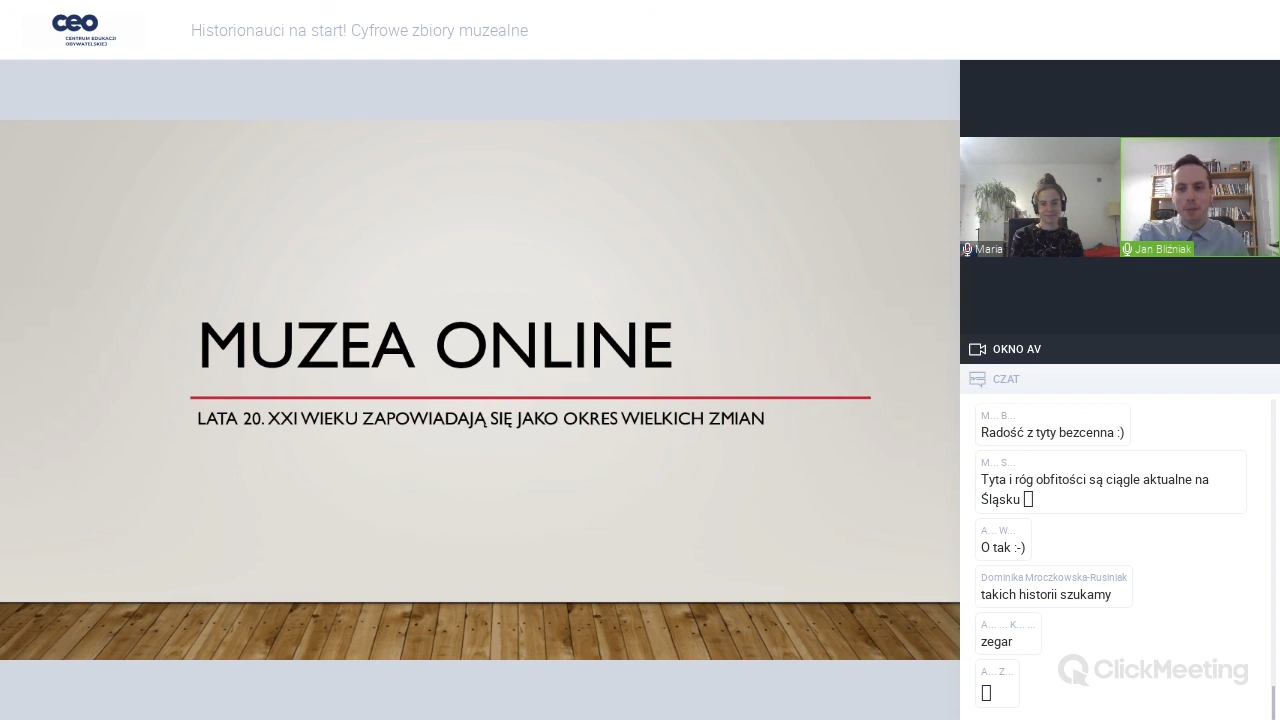 ceo
CENTRUM EDUKACJI
OBYWATELSKIEJ
Historionauci na start! Cyfrowe zbiory muzealne
MUZEA ONLINE
LATA 20. XXI WIEKU ZAPOWIADAJĄ SIĘ JAKO OKRES WIELKICH ZMIAN
Maria
Jan Bliźniak
OKNO AV
CZAT
M... B...
Radość z tyty bezcenna :)
M... S...
Tyta i róg obfitości są ciągle aktualne na
Śląsku
A... W...
O tak :-)
Dominika Mroczkowska-Rusiniak
takich historii szukamy
A... ... K... ...
zegar
A... Z...
ClickMeeting